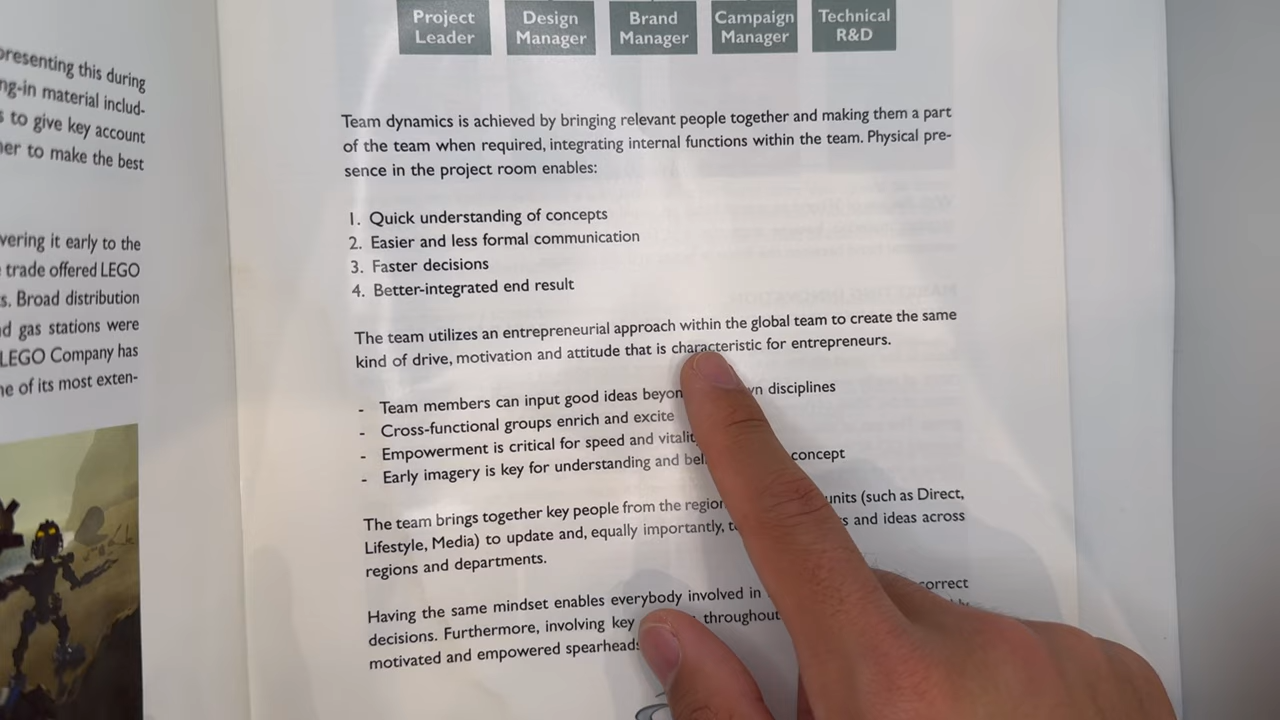 presenting this during
ng-in material includ-
s to give key account
her to make the best
vering it early to the
trade offered LEGO
s. Broad distribution
nd gas stations were
LEGO Company has
ne of its most exten-
Project Leader
Design Manager
Brand Manager
Campaign Manager
Technical R&D
Team dynamics is achieved by bringing relevant people together and making them a part
of the team when required, integrating internal functions within the team. Physical pre-
sence in the project room enables:
1. Quick understanding of concepts
2. Easier and less formal communication
3. Faster decisions
4. Better-integrated end result
The team utilizes an entrepreneurial approach within the global team to create the same
kind of drive, motivation and attitude that is characteristic for entrepreneurs.
- Team members can input good ideas beyon wn disciplines
- Cross-functional groups enrich and excite
- Empowerment is critical for speed and vitalit
- Early imagery is key for understanding and bel concept
The team brings together key people from the region units (such as Direct,
Lifestyle, Media) to update and, equally importantly, t s and ideas across
regions and departments.
Having the same mindset enables everybody involved in correct
decisions. Furthermore, involving key throughout
motivated and empowered spearheads